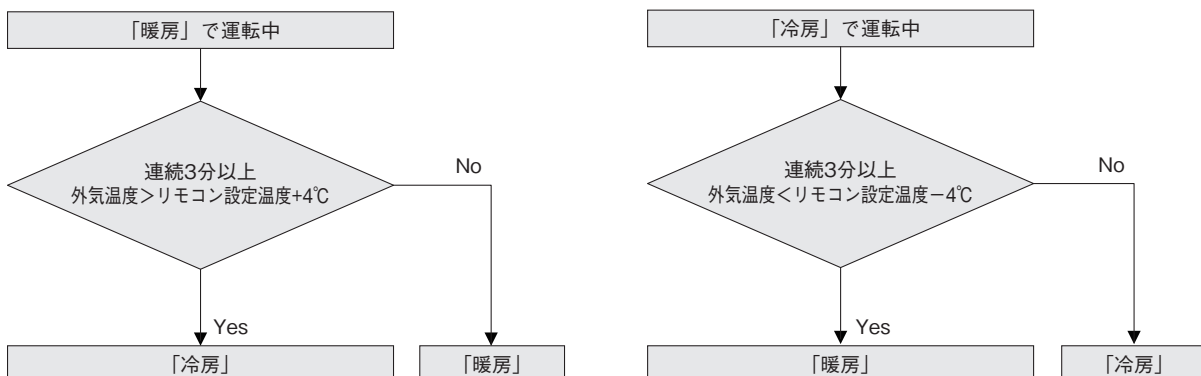 「暖房」で運転中
連続3分以上
外気温度＞リモコン設定温度+4℃
No
Yes
「冷房」
「暖房」
「冷房」で運転中
連続3分以上
外気温度＜リモコン設定温度－4℃
No
Yes
「暖房」
「冷房」